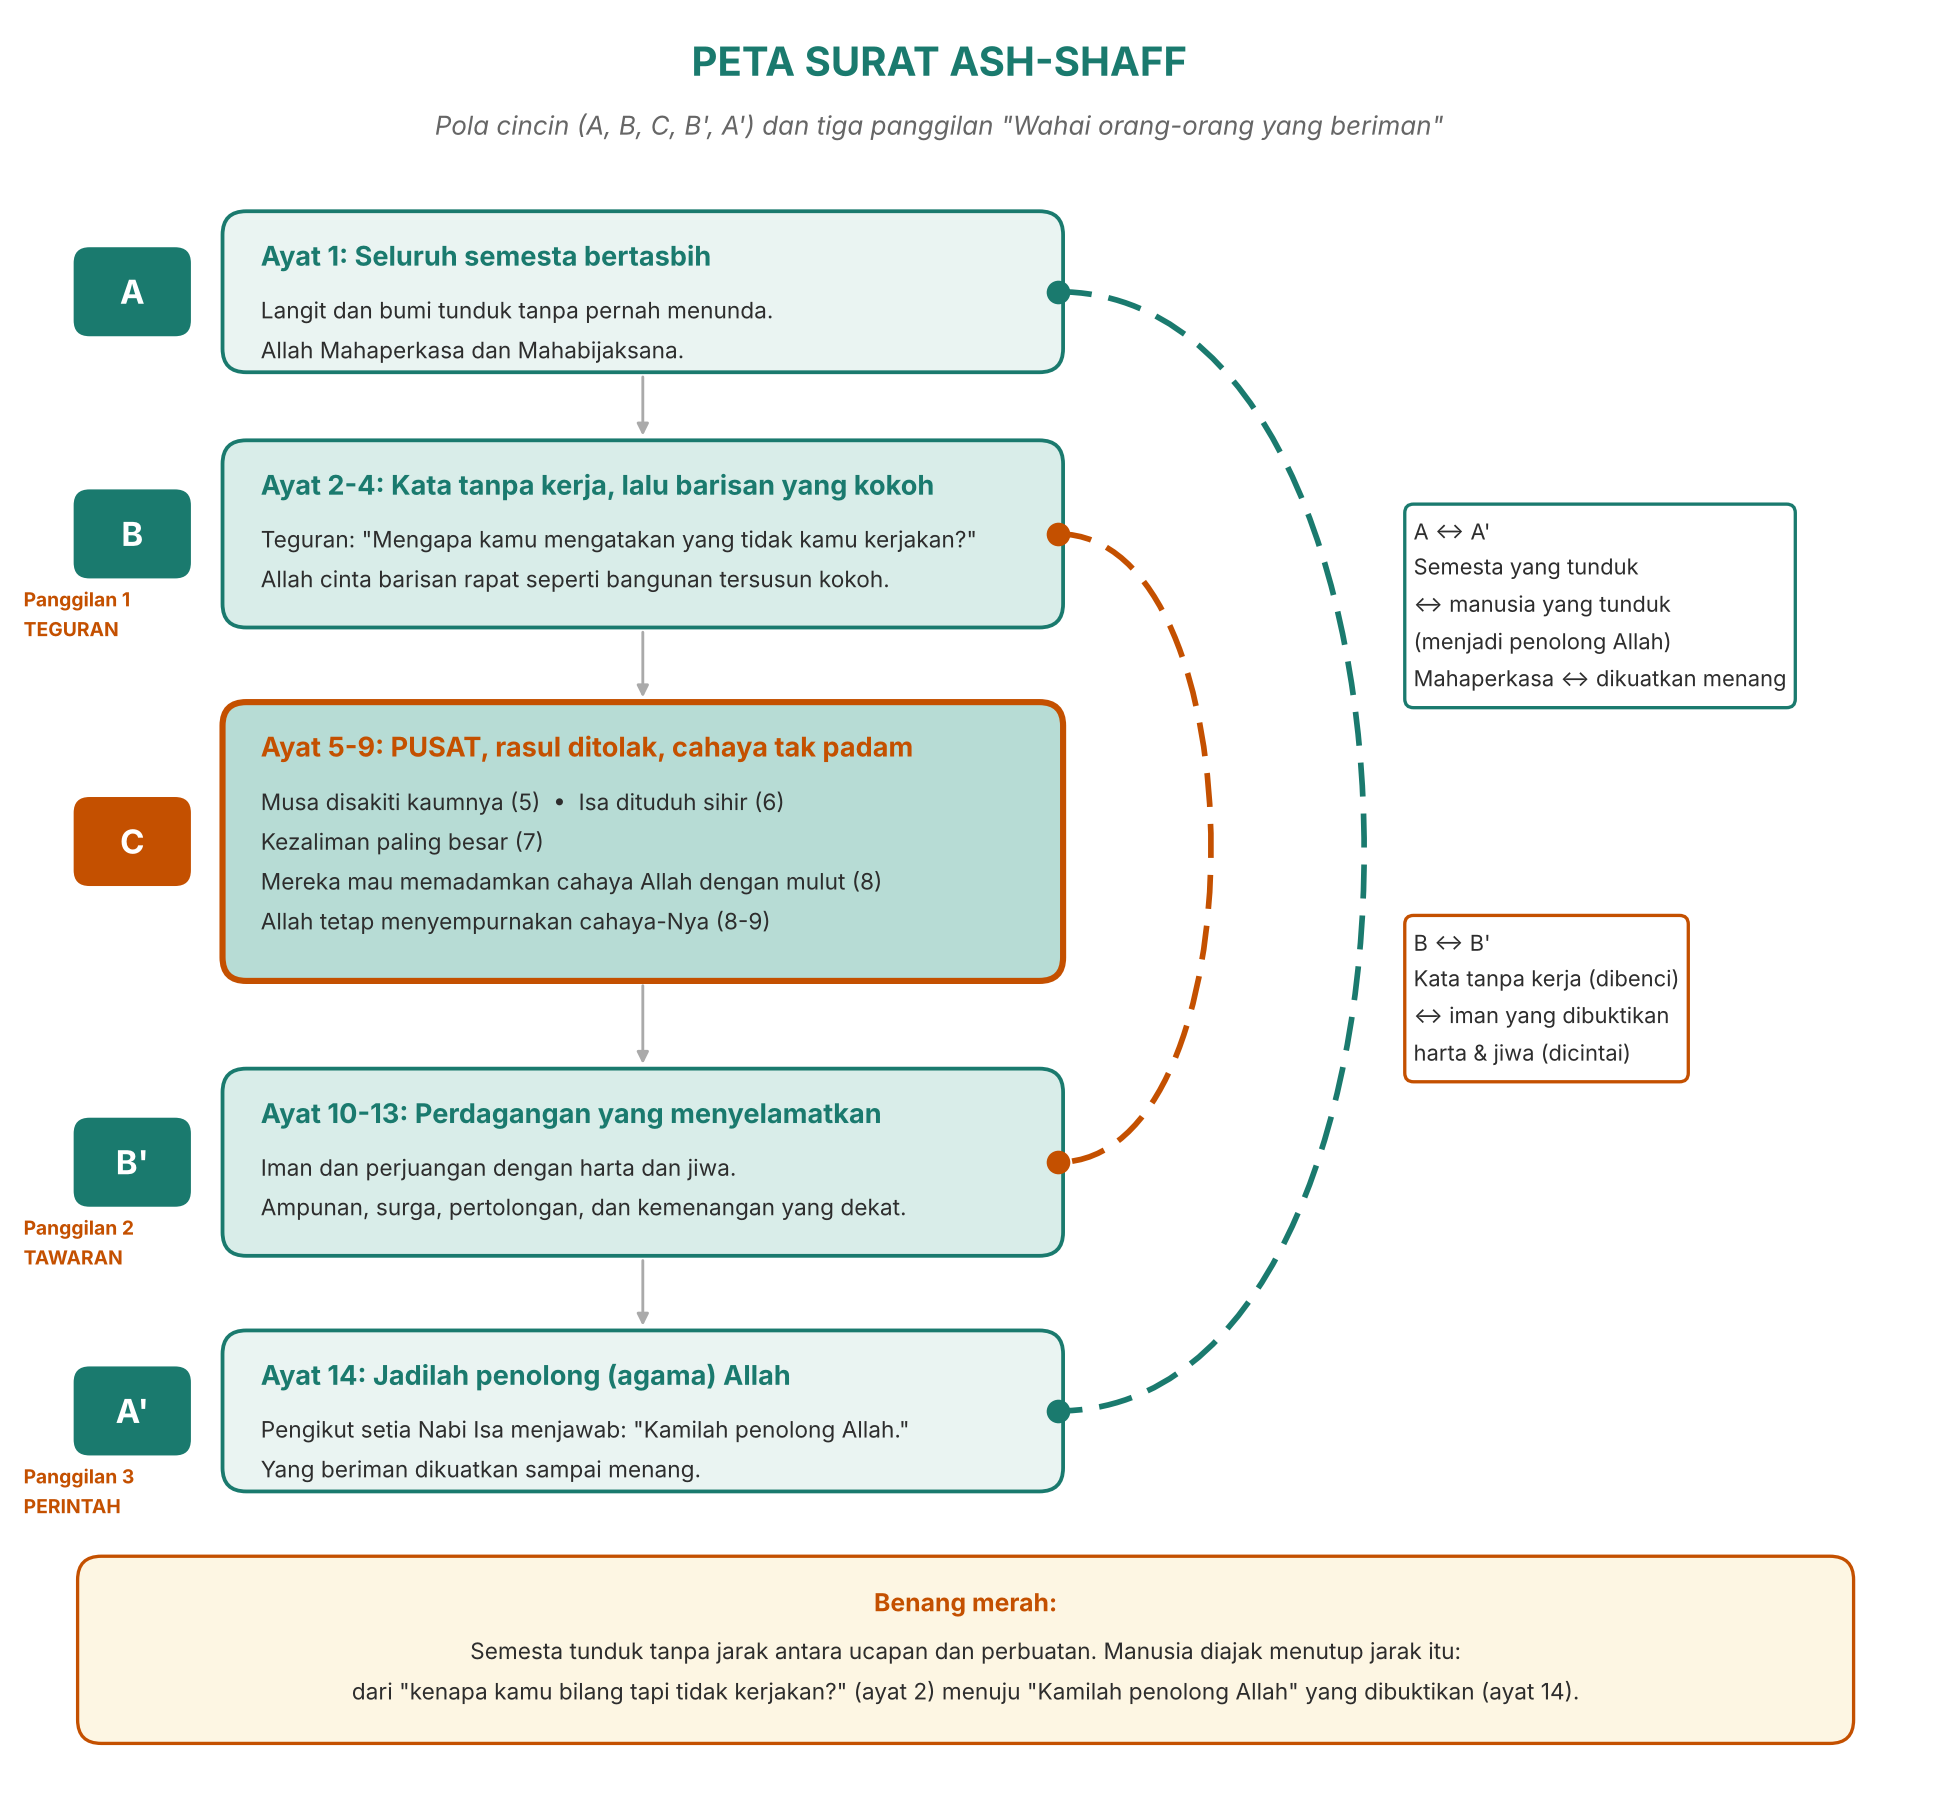 PETA SURAT ASH-SHAFF
Pola cincin (A, B, C, B', A') dan tiga panggilan "Wahai orang-orang yang beriman"
A
Ayat 1: Seluruh semesta bertasbih
Langit dan bumi tunduk tanpa pernah menunda.
Allah Mahaperkasa dan Mahabijaksana.
B
Panggilan 1
TEGURAN
Ayat 2-4: Kata tanpa kerja, lalu barisan yang kokoh
Teguran: "Mengapa kamu mengatakan yang tidak kamu kerjakan?"
Allah cinta barisan rapat seperti bangunan tersusun kokoh.
A ↔ A'
Semesta yang tunduk
↔ manusia yang tunduk
(menjadi penolong Allah)
Mahaperkasa ↔ dikuatkan menang
C
Ayat 5-9: PUSAT, rasul ditolak, cahaya tak padam
Musa disakiti kaumnya (5) • Isa dituduh sihir (6)
Kezaliman paling besar (7)
Mereka mau memadamkan cahaya Allah dengan mulut (8)
Allah tetap menyempurnakan cahaya-Nya (8-9)
B ↔ B'
Kata tanpa kerja (dibenci)
↔ iman yang dibuktikan
harta & jiwa (dicintai)
B'
Panggilan 2
TAWARAN
Ayat 10-13: Perdagangan yang menyelamatkan
Iman dan perjuangan dengan harta dan jiwa.
Ampunan, surga, pertolongan, dan kemenangan yang dekat.
A'
Panggilan 3
PERINTAH
Ayat 14: Jadilah penolong (agama) Allah
Pengikut setia Nabi Isa menjawab: "Kamilah penolong Allah."
Yang beriman dikuatkan sampai menang.
Benang merah:
Semesta tunduk tanpa jarak antara ucapan dan perbuatan. Manusia diajak menutup jarak itu:
dari "kenapa kamu bilang tapi tidak kerjakan?" (ayat 2) menuju "Kamilah penolong Allah" yang dibuktikan (ayat 14).